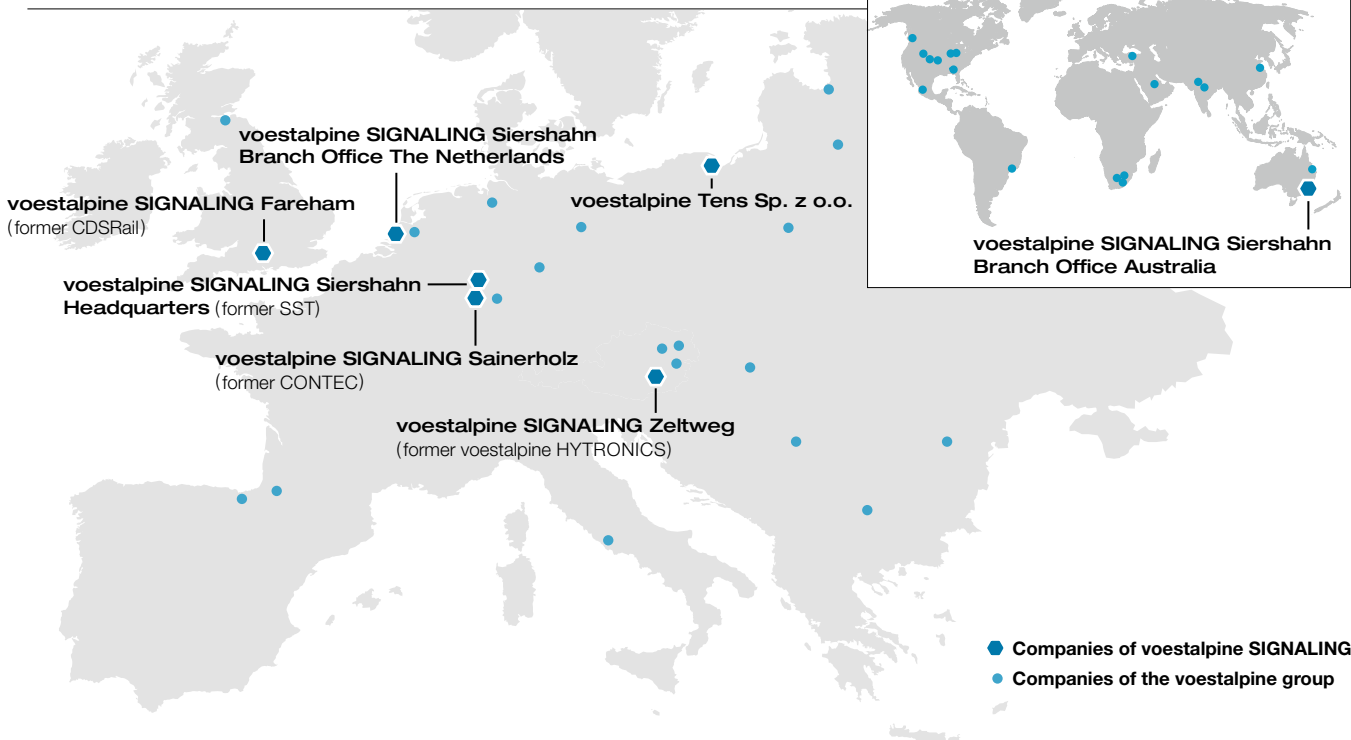 voestalpine SIGNALING Siershahn
Branch Office The Netherlands
voestalpine SIGNALING Fareham
(former CDSRail)
voestalpine Tens Sp. z o.o.
voestalpine SIGNALING Siershahn
Branch Office Australia
voestalpine SIGNALING Siershahn
Headquarters (former SST)
voestalpine SIGNALING Sainerholz
(former CONTEC)
voestalpine SIGNALING Zeltweg
(former voestalpine HYTRONICS)
Companies of voestalpine SIGNALING
Companies of the voestalpine group